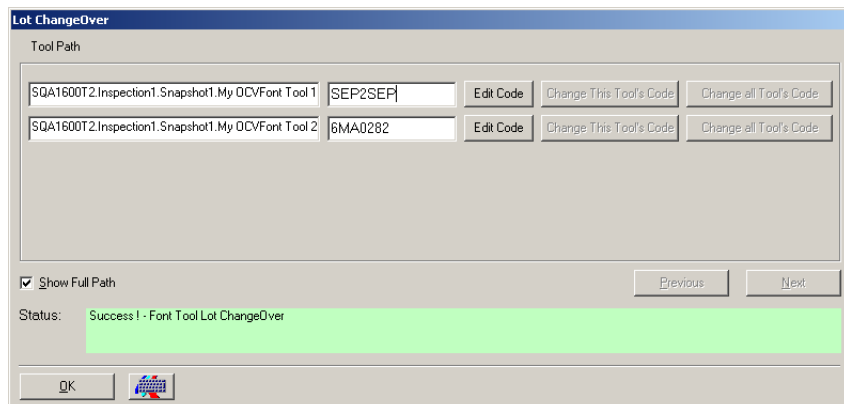 Lot ChangeOver
Tool Path
SQA1600T2.Inspection1.Snapshot1.My OCVFont Tool 1 SEP2SEP Edit Code Change This Tool's Code Change all Tool's Code
SQA1600T2.Inspection1.Snapshot1.My OCVFont Tool 2 6MA0282 Edit Code Change This Tool's Code Change all Tool's Code
Show Full Path Previous Next
Status: Success ! - Font Tool Lot ChangeOver
OK